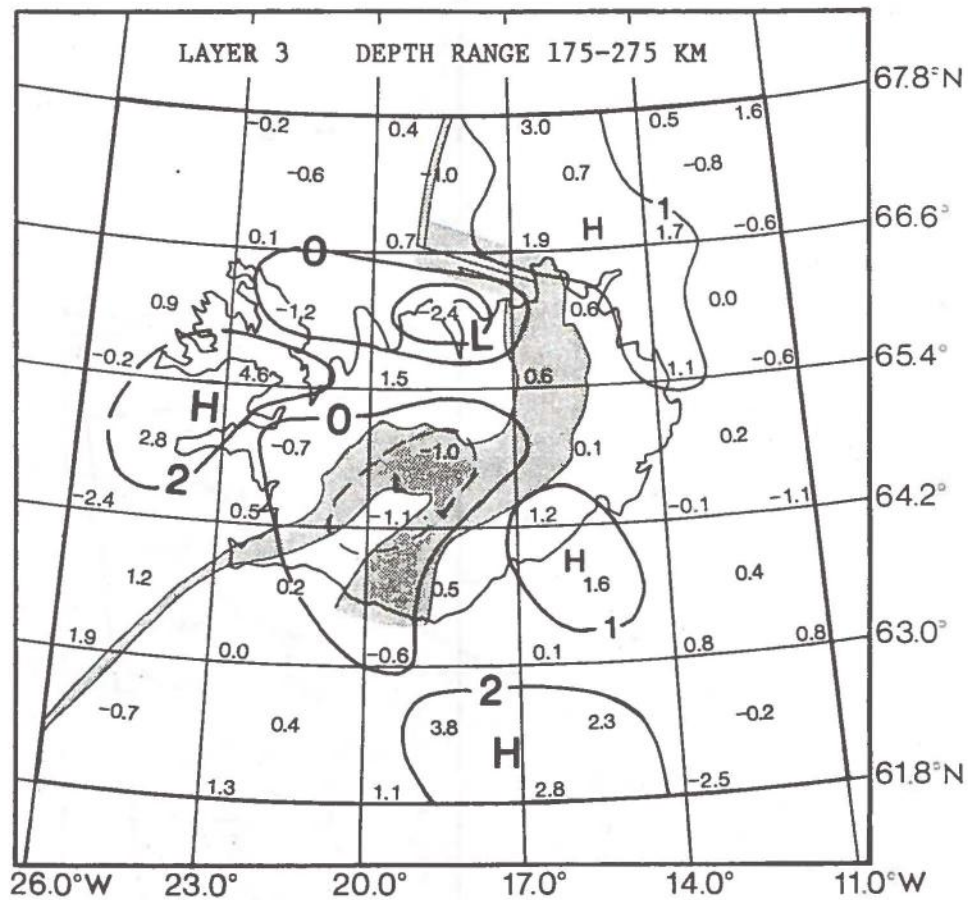 LAYER 3 DEPTH RANGE 175-275 KM
67.8°N
-0.2 0.4 3.0 0.5 1.6
-0.6 -1.0 0.7 -0.8
1
66.6°
0.1 0 0.7 1.9 H 1.7 -0.6
0.9 -1.2 -2.4 0.6 0.0
L
65.4°
-0.2 4.6 1.5 0.6 1.1 -0.6
H
0
2.8 -0.7 -1.0 0.1 0.2
2
64.2°
-2.4 0.5 -1.1 1.2 -0.1 -1.1
H
1.2 0.2 0.5 1.6 0.4
1
63.0°
1.9 0.0 -0.6 0.1 0.8 0.8
2
-0.7 0.4 3.8 2.3 -0.2
H
61.8°N
1.3 1.1 2.8 -2.5
26.0°W 23.0° 20.0° 17.0° 14.0° 11.0°W